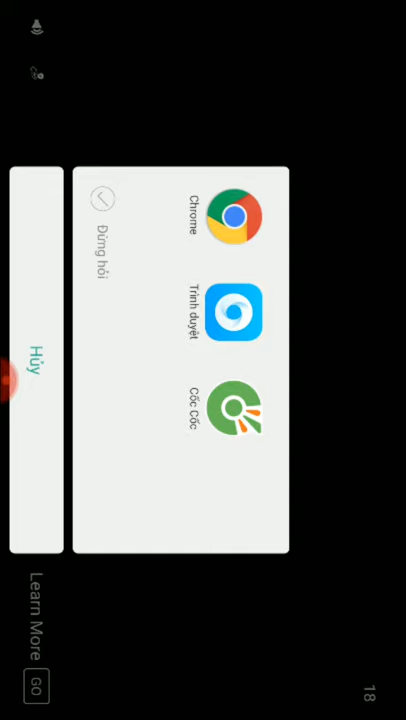 18
Chrome
Trình duyệt
Cốc Cốc
Đừng hỏi
Hủy
Learn More
GO